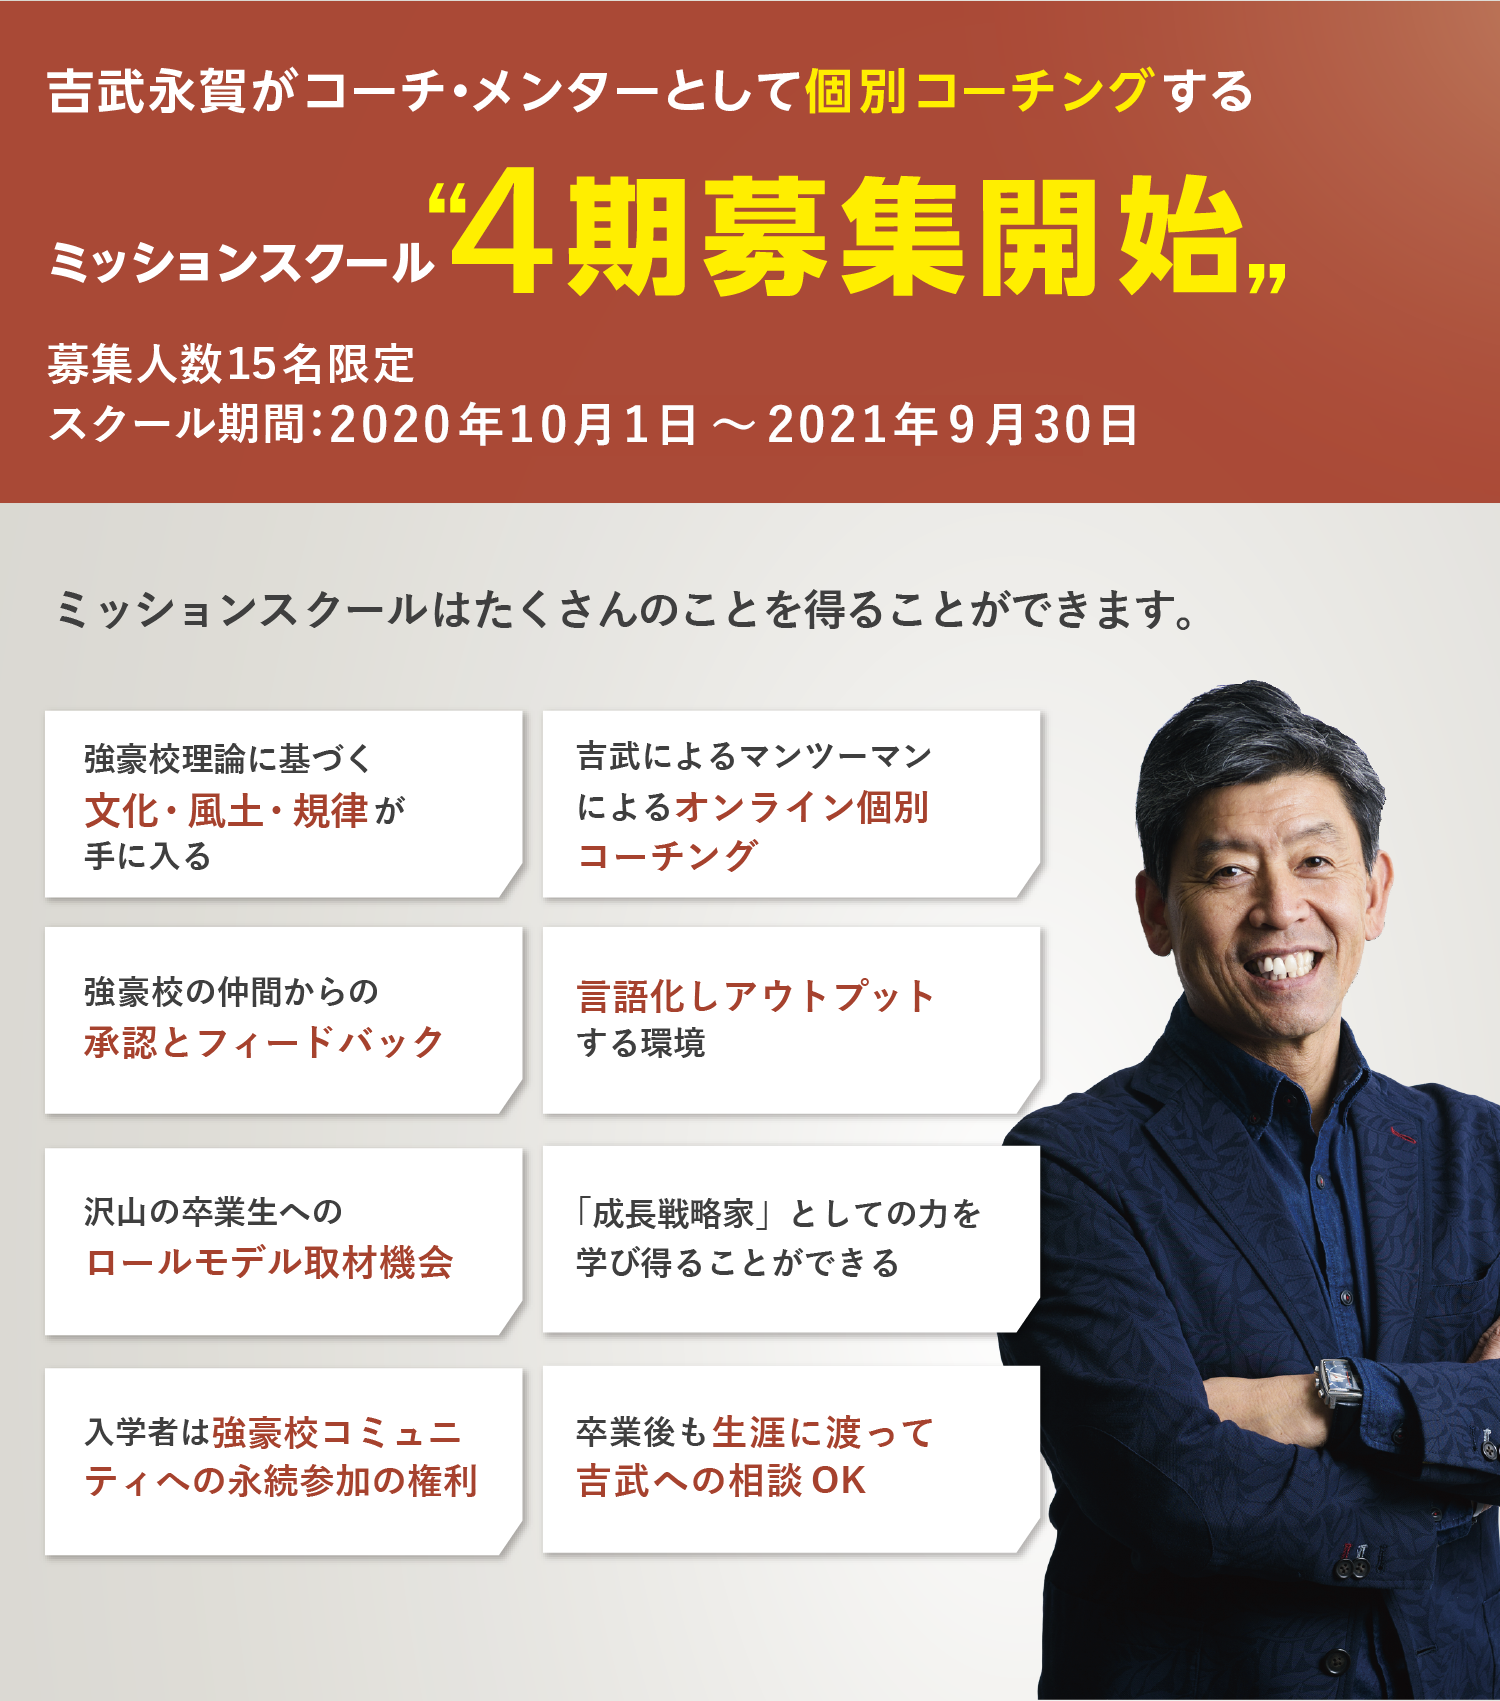 吉武永賀がコーチ・メンターとして個別コーチングする
ミッションスクール“4期募集開始„
募集人数15名限定
スクール期間：2020年10月1日～2021年9月30日
ミッションスクールはたくさんのことを得ることができます。
強豪校理論に基づく
文化・風土・規律が
手に入る
吉武によるマンツーマン
によるオンライン個別
コーチング
強豪校の仲間からの
承認とフィードバック
言語化しアウトプット
する環境
沢山の卒業生への
ロールモデル取材機会
「成長戦略家」としての力を
学び得ることができる
入学者は強豪校コミュニ
ティへの永続参加の権利
卒業後も生涯に渡って
吉武への相談OK